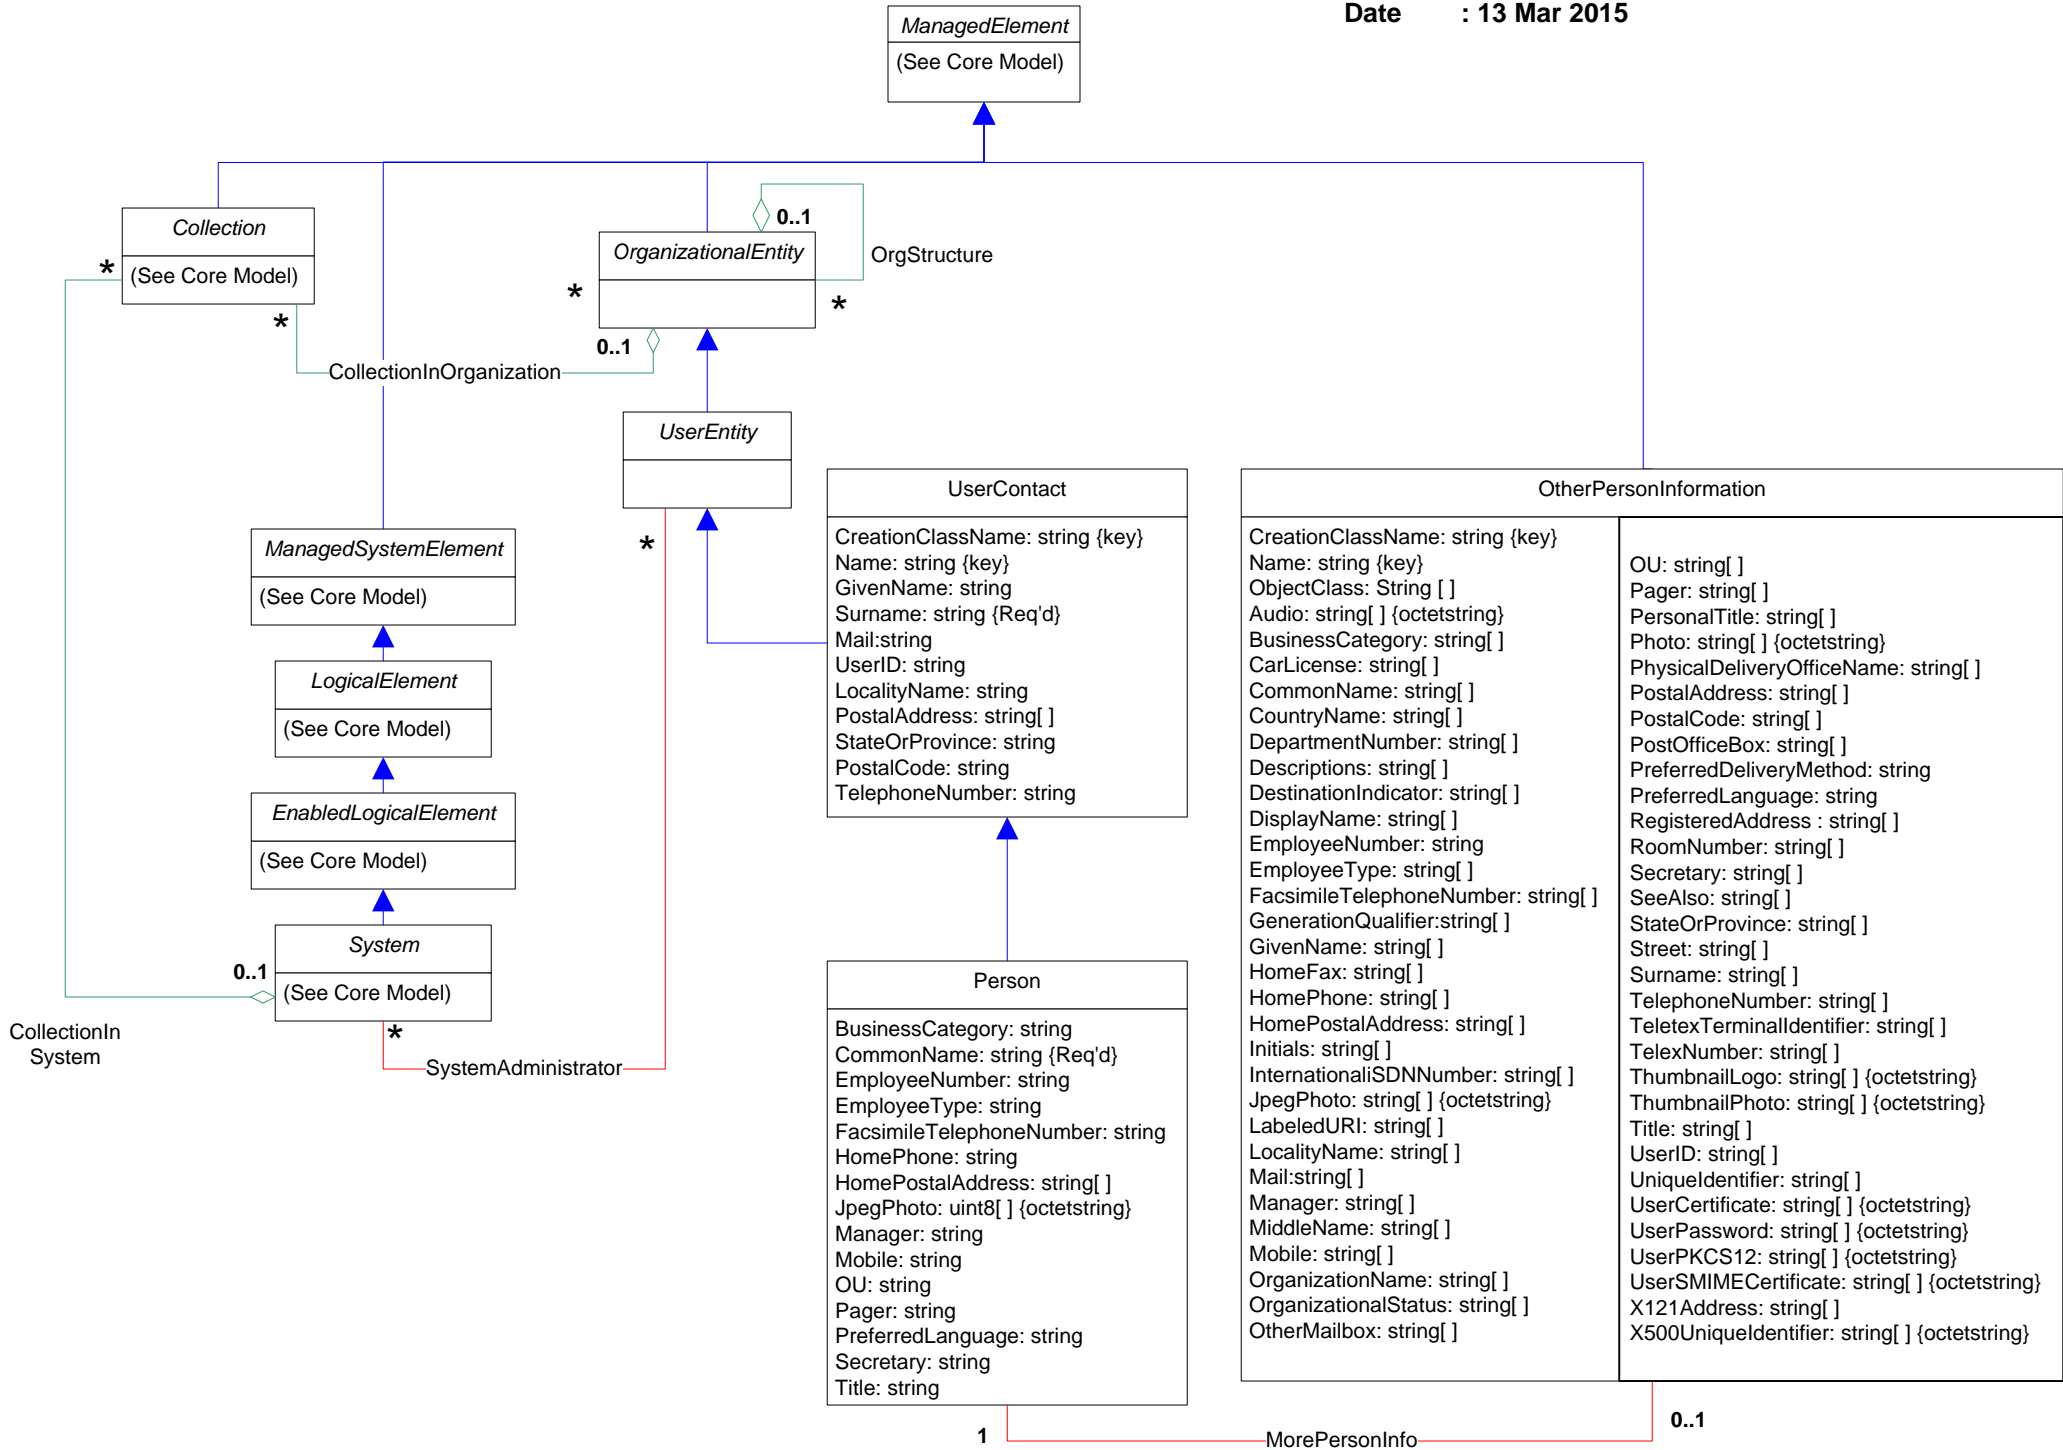 Date : 13 Mar 2015
ManagedElement
(See Core Model)
Collection
(See Core Model)
*
*
OrganizationalEntity
0..1
OrgStructure
*
*
0..1
CollectionInOrganization
UserEntity
*
ManagedSystemElement
(See Core Model)
LogicalElement
(See Core Model)
EnabledLogicalElement
(See Core Model)
System
(See Core Model)
0..1
*
CollectionIn
System
SystemAdministrator
UserContact
CreationClassName: string {key}
Name: string {key}
GivenName: string
Surname: string {Req'd}
Mail:string
UserID: string
LocalityName: string
PostalAddress: string[ ]
StateOrProvince: string
PostalCode: string
TelephoneNumber: string
Person
BusinessCategory: string
CommonName: string {Req'd}
EmployeeNumber: string
EmployeeType: string
FacsimileTelephoneNumber: string
HomePhone: string
HomePostalAddress: string[ ]
JpegPhoto: uint8[ ] {octetstring}
Manager: string
Mobile: string
OU: string
Pager: string
PreferredLanguage: string
Secretary: string
Title: string
OtherPersonInformation
CreationClassName: string {key}
Name: string {key}
ObjectClass: String [ ]
Audio: string[ ] {octetstring}
BusinessCategory: string[ ]
CarLicense: string[ ]
CommonName: string[ ]
CountryName: string[ ]
DepartmentNumber: string[ ]
Descriptions: string[ ]
DestinationIndicator: string[ ]
DisplayName: string[ ]
EmployeeNumber: string
EmployeeType: string[ ]
FacsimileTelephoneNumber: string[ ]
GenerationQualifier:string[ ]
GivenName: string[ ]
HomeFax: string[ ]
HomePhone: string[ ]
HomePostalAddress: string[ ]
Initials: string[ ]
InternationaliSDNNumber: string[ ]
JpegPhoto: string[ ] {octetstring}
LabeledURI: string[ ]
LocalityName: string[ ]
Mail:string[ ]
Manager: string[ ]
MiddleName: string[ ]
Mobile: string[ ]
OrganizationName: string[ ]
OrganizationalStatus: string[ ]
OtherMailbox: string[ ]
OU: string[ ]
Pager: string[ ]
PersonalTitle: string[ ]
Photo: string[ ] {octetstring}
PhysicalDeliveryOfficeName: string[ ]
PostalAddress: string[ ]
PostalCode: string[ ]
PostOfficeBox: string[ ]
PreferredDeliveryMethod: string
PreferredLanguage: string
RegisteredAddress : string[ ]
RoomNumber: string[ ]
Secretary: string[ ]
SeeAlso: string[ ]
StateOrProvince: string[ ]
Street: string[ ]
Surname: string[ ]
TelephoneNumber: string[ ]
TeletexTerminalIdentifier: string[ ]
TelexNumber: string[ ]
ThumbnailLogo: string[ ] {octetstring}
ThumbnailPhoto: string[ ] {octetstring}
Title: string[ ]
UserID: string[ ]
UniqueIdentifier: string[ ]
UserCertificate: string[ ] {octetstring}
UserPassword: string[ ] {octetstring}
UserPKCS12: string[ ] {octetstring}
UserSMIMECertificate: string[ ] {octetstring}
X121Address: string[ ]
X500UniqueIdentifier: string[ ] {octetstring}
1
MorePersonInfo
0..1